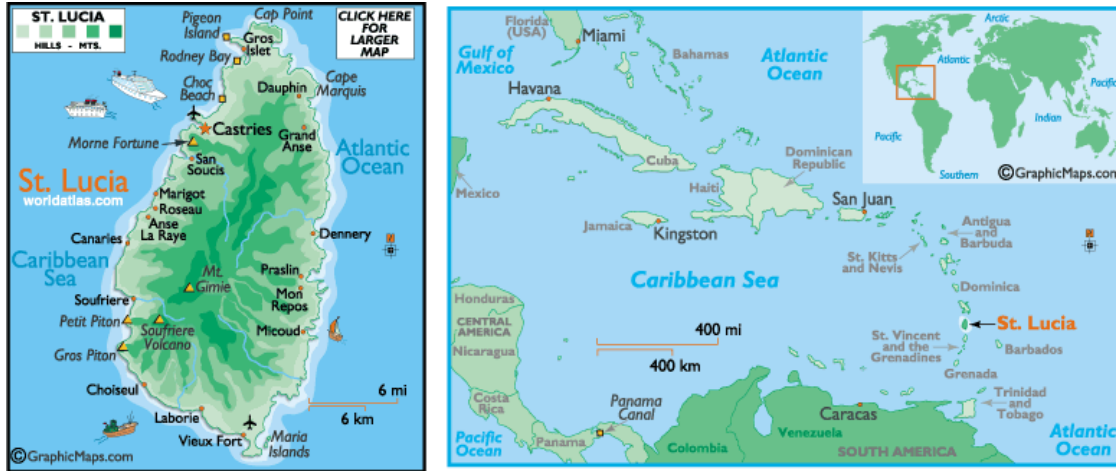 ST. LUCIA
HILLS - MTS.
Cap Point
CLICK HERE
FOR
LARGER
MAP
Pigeon
Island
Gros
Islet
Rodney Bay
Choc
Beach
Dauphin
Cape
Marquis
Castries
Grand
Anse
Morne Fortune
Atlantic
Ocean
San
Soucis
St. Lucia
worldatlas.com
Marigot
Roseau
Anse
La Raye
Canaries
Dennery
Caribbean
Sea
Mt.
Gimie
Praslin
Mon
Repos
Soufriere
Petit Piton
Soufriere
Volcano
Micoud
Gros Piton
Choiseul
6 mi
6 km
Laborie
Vieux Fort
Maria
Islands
©GraphicMaps.com
Florida
(USA)
Miami
Gulf of
Mexico
Bahamas
Atlantic
Ocean
Havana
Cuba
Mexico
Dominican
Republic
Haiti
San Juan
Jamaica
Kingston
Antigua
and
Barbuda
St. Kitts
and Nevis
Caribbean Sea
Dominica
Honduras
CENTRAL
AMERICA
Nicaragua
400 mi
400 km
St. Lucia
St. Vincent
and the
Grenadines
Barbados
Grenada
Costa
Rica
Panama
Canal
Caracas
Trinidad
and
Tobago
Pacific
Ocean
Panama
Colombia
Venezuela
SOUTH AMERICA
Atlantic
Ocean
Arctic
Atlantic
Pacific
Indian
Pacific
Southern
©GraphicMaps.com